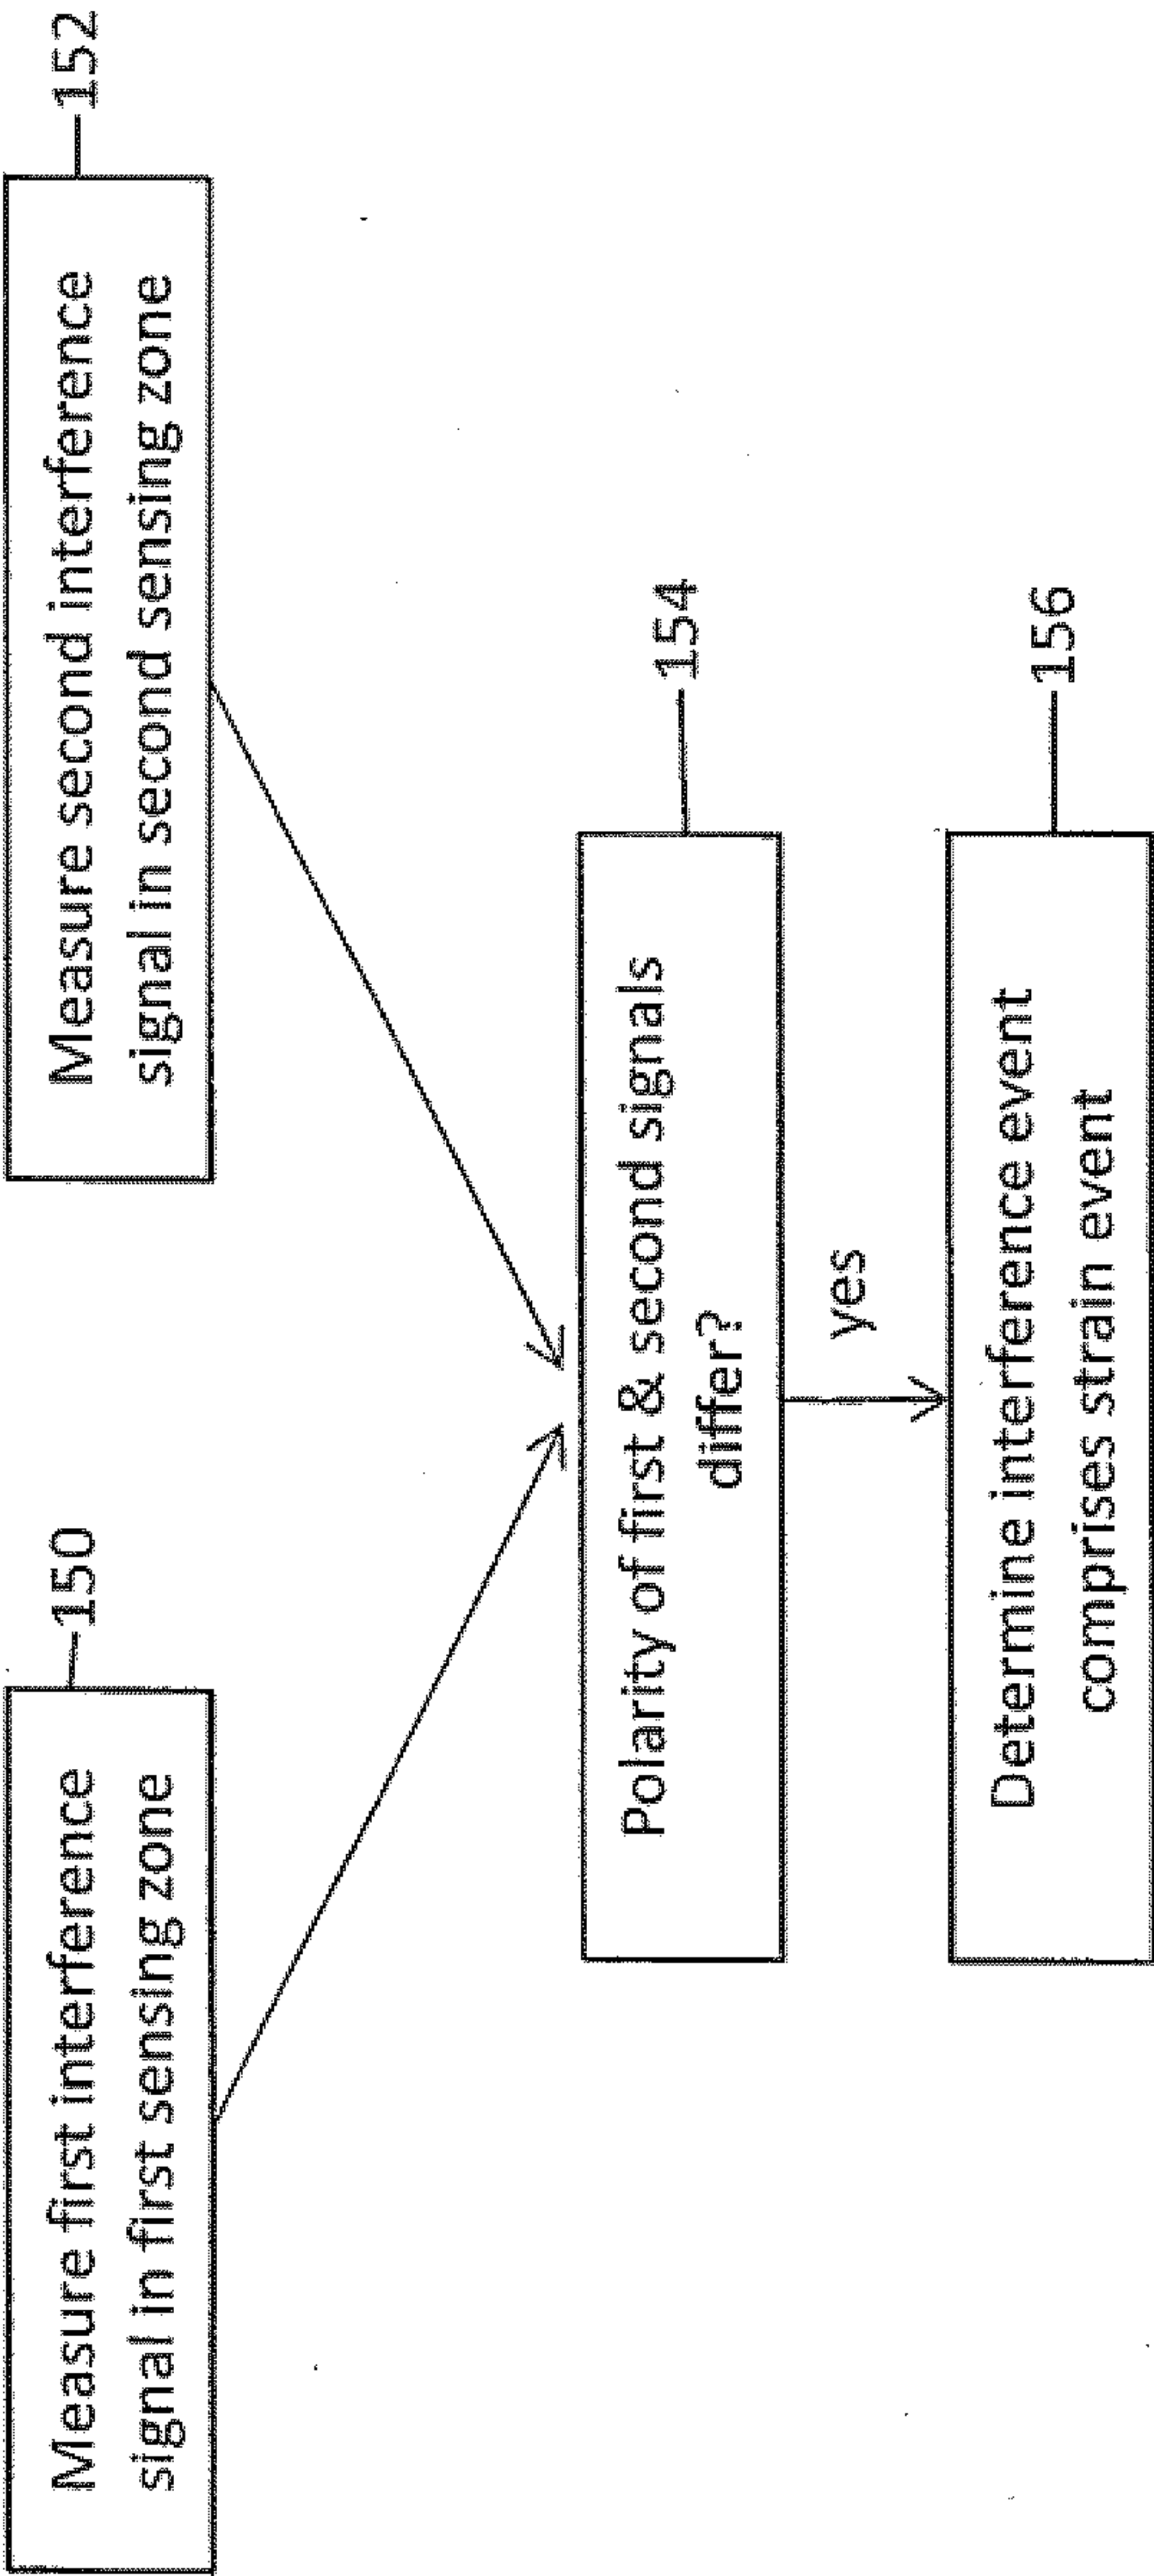 Measure first interference
signal in first sensing zone
150
Measure second interference
signal in second sensing zone
152
Polarity of first & second signals
differ?
154
yes
Determine interference event
comprises strain event
156